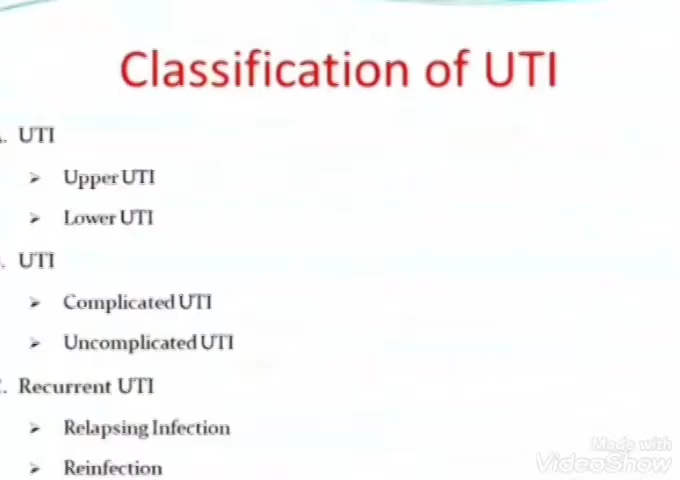 Classification of UTI
. UTI
➢ Upper UTI
➢ Lower UTI
. UTI
➢ Complicated UTI
➢ Uncomplicated UTI
. Recurrent UTI
➢ Relapsing Infection
➢ Reinfection
Made with
VideoShow